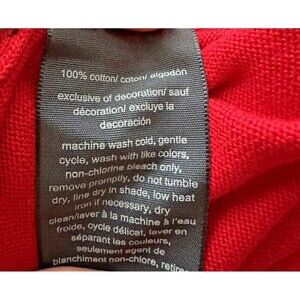 100% cotton/ coton/ algodón
exclusive of decoration/ sauf
décoration/ excluye la
decoración
machine wash cold, gentle
cycle, wash with like colors,
non-chlorine bleach only,
remove promptly, do not tumble
dry, line dry in shade, low heat
iron if necessary, dry
clean/laver à la machine à l'eau
froide, cycle délicat, laver en
séparant les couleurs,
seulement agent de
blanchiment non-chlore, retirer